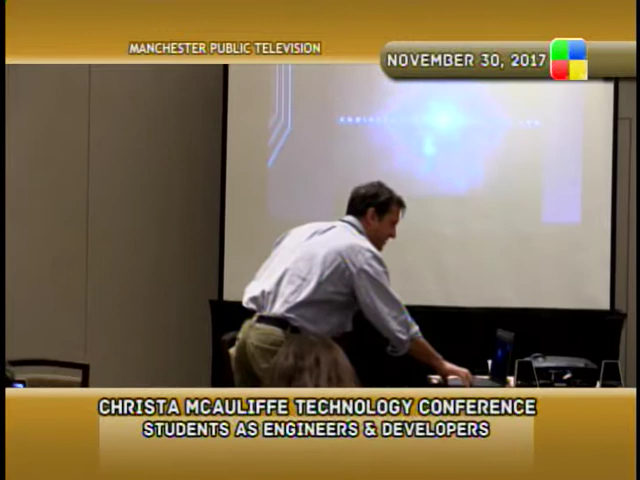 MANCHESTER PUBLIC TELEVISION
NOVEMBER 30, 2017
CHRISTA MCAULIFFE TECHNOLOGY CONFERENCE
STUDENTS AS ENGINEERS & DEVELOPERS